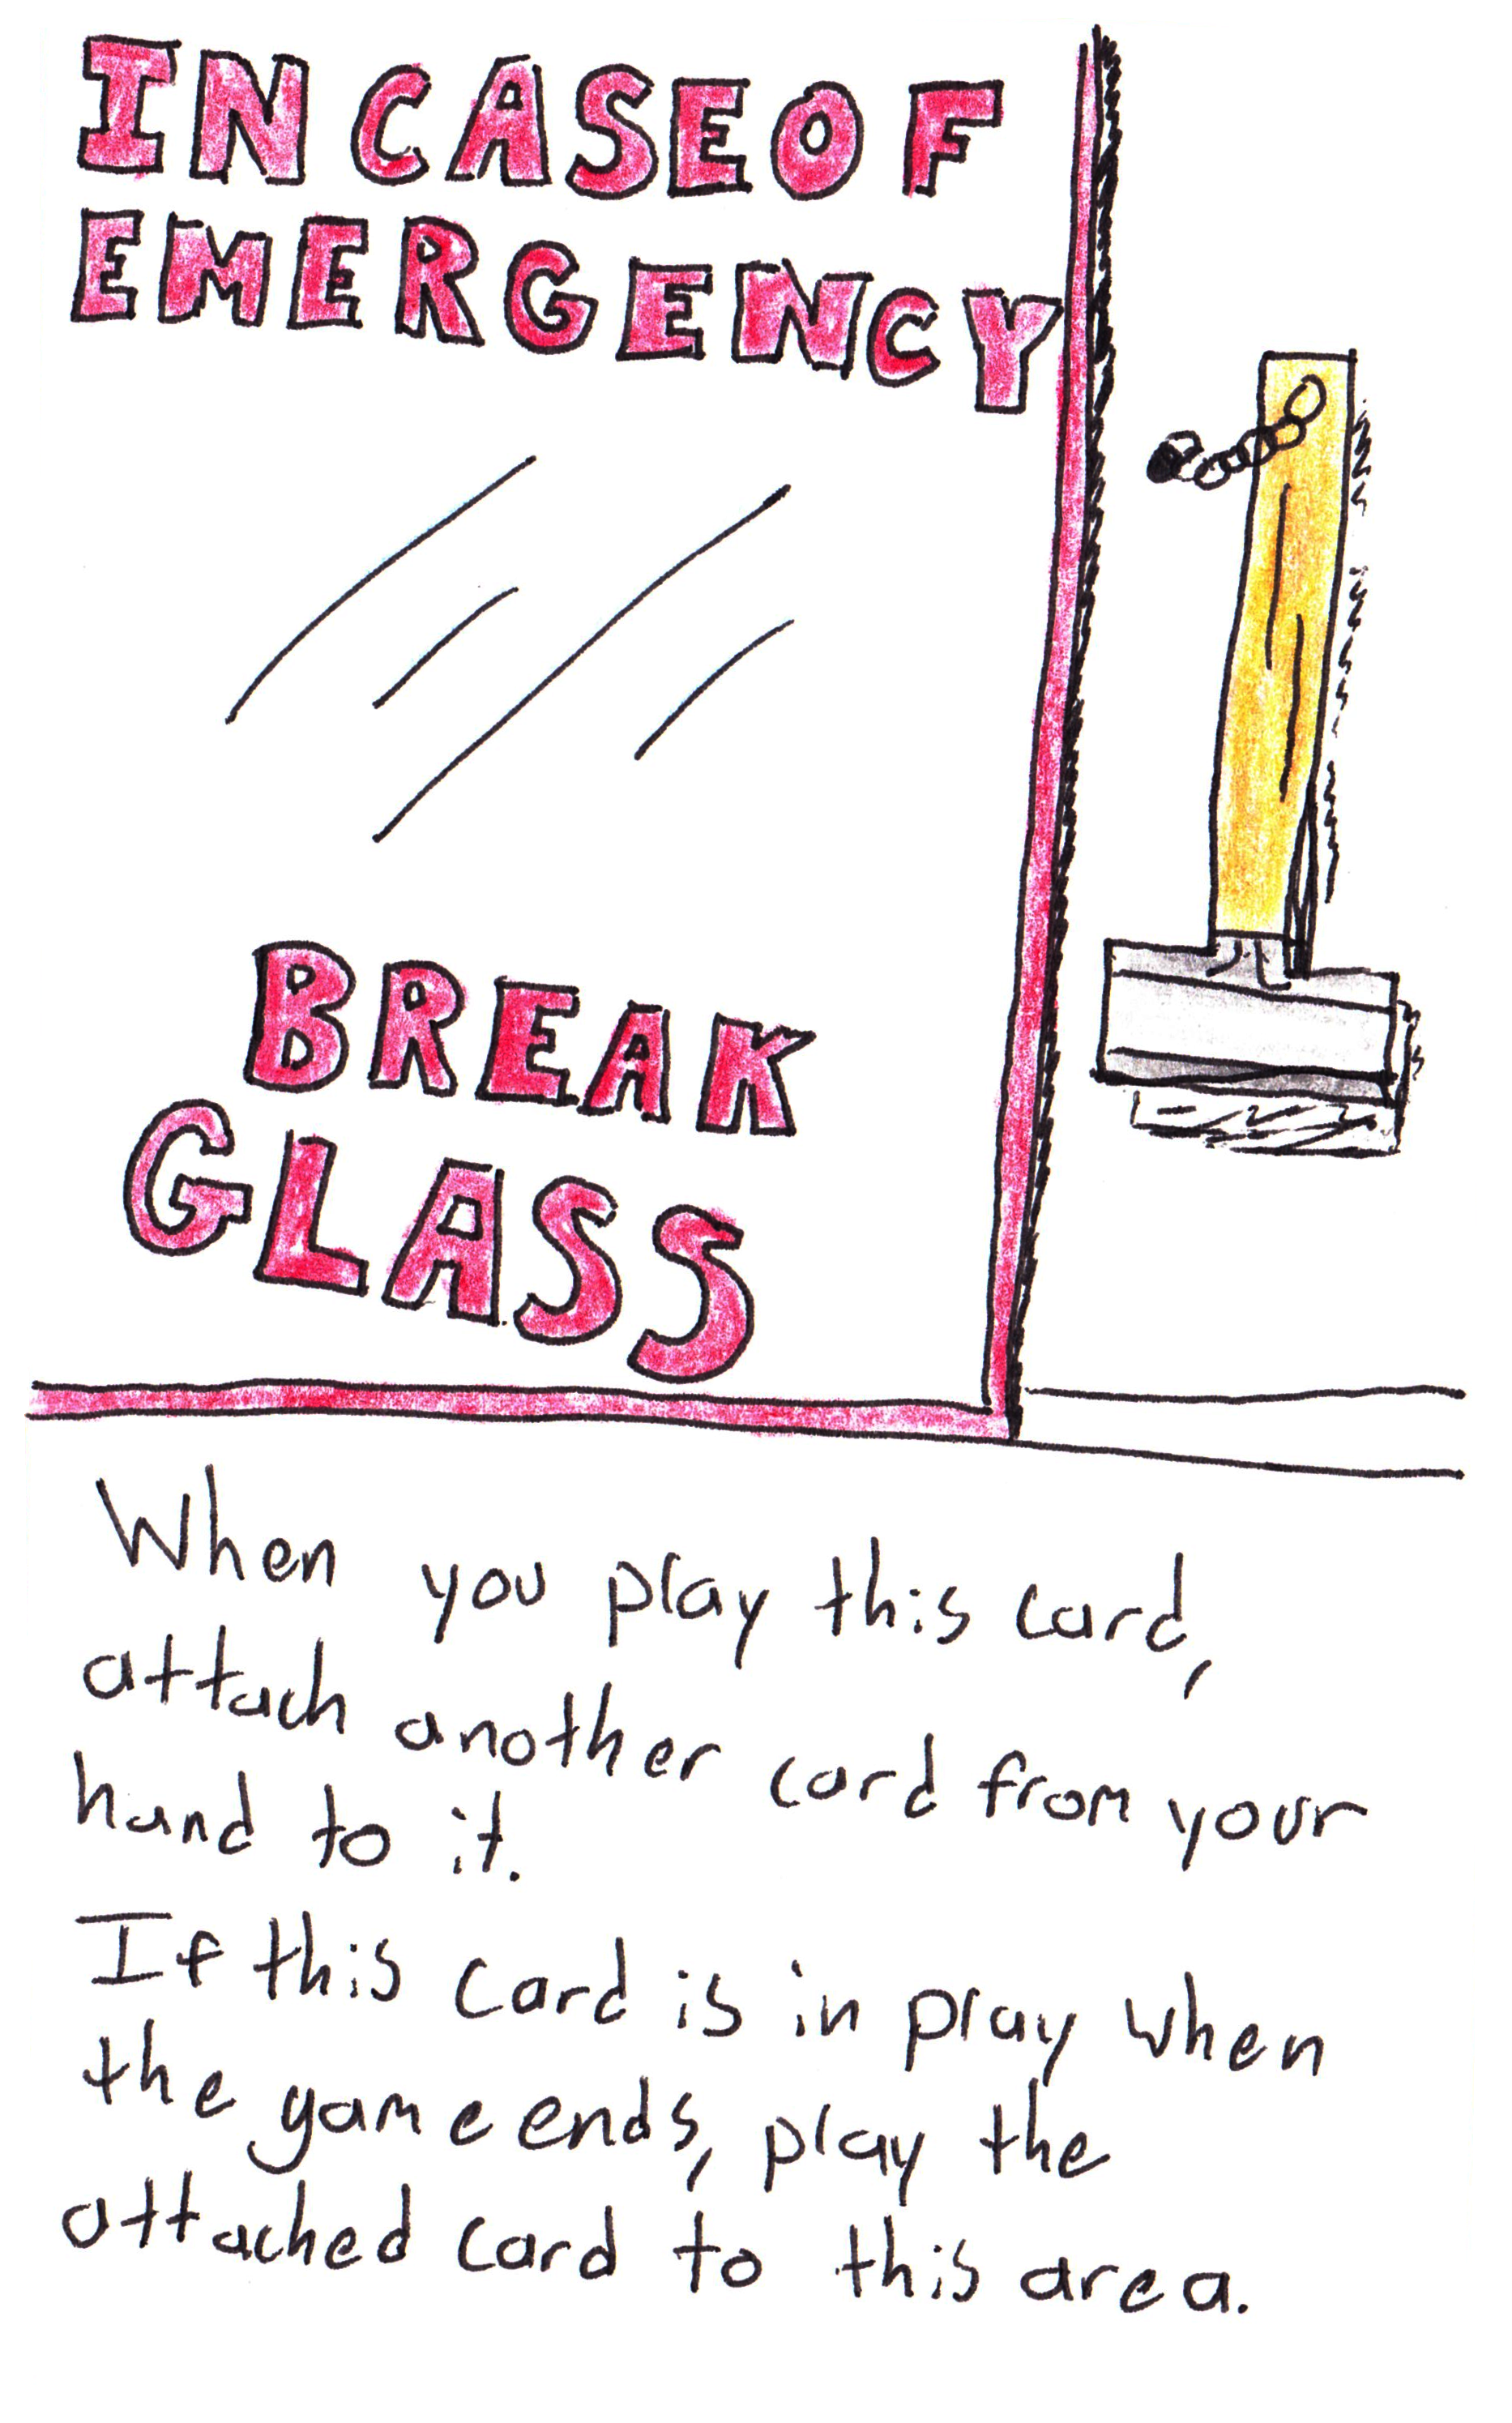 IN CASE OF
EMERGENCY
BREAK
GLASS
When you play this card,
attach another card from your
hand to it.
If this card is in play when
the game ends, play the
attached card to this area.